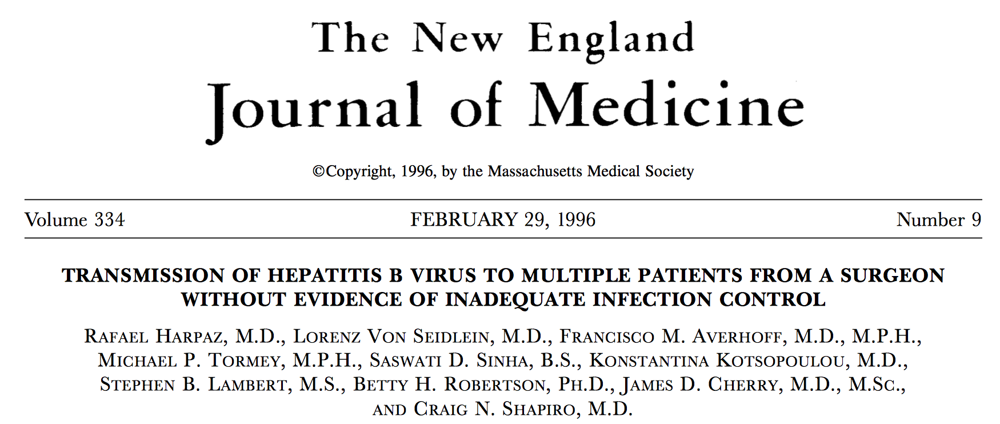 The New England
Journal of Medicine
©Copyright, 1996, by the Massachusetts Medical Society
Volume 334 FEBRUARY 29, 1996 Number 9
TRANSMISSION OF HEPATITIS B VIRUS TO MULTIPLE PATIENTS FROM A SURGEON
WITHOUT EVIDENCE OF INADEQUATE INFECTION CONTROL
RAFAEL HARPAZ, M.D., LORENZ VON SEIDLEIN, M.D., FRANCISCO M. AVERHOFF, M.D., M.P.H.,
MICHAEL P. TORMEY, M.P.H., SASWATI D. SINHA, B.S., KONSTANTINA KOTSOPOULOU, M.D.,
STEPHEN B. LAMBERT, M.S., BETTY H. ROBERTSON, PH.D., JAMES D. CHERRY, M.D., M.SC.,
AND CRAIG N. SHAPIRO, M.D.